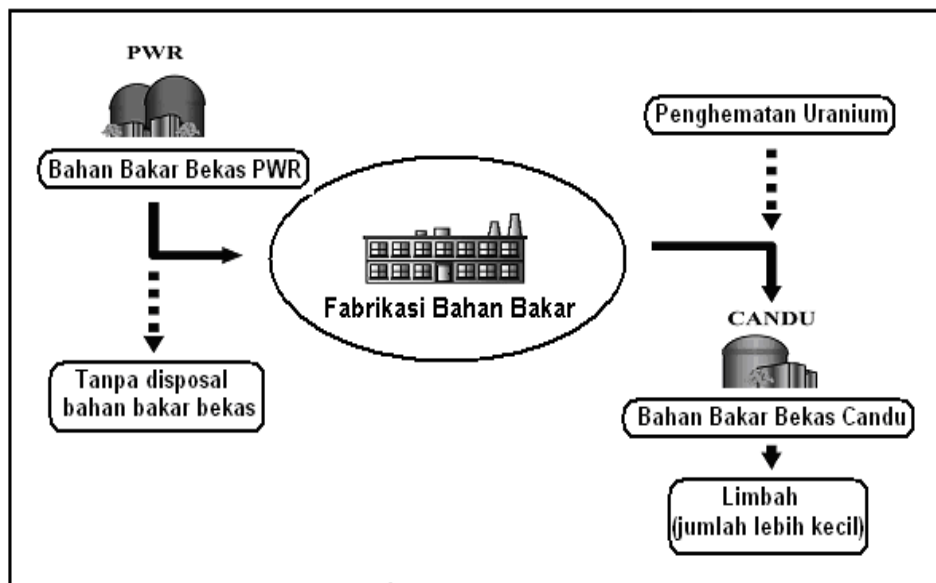 PWR
Bahan Bakar Bekas PWR
Tanpa disposal
bahan bakar bekas
Fabrikasi Bahan Bakar
Penghematan Uranium
CANDU
Bahan Bakar Bekas Candu
Limbah
(jumlah lebih kecil)